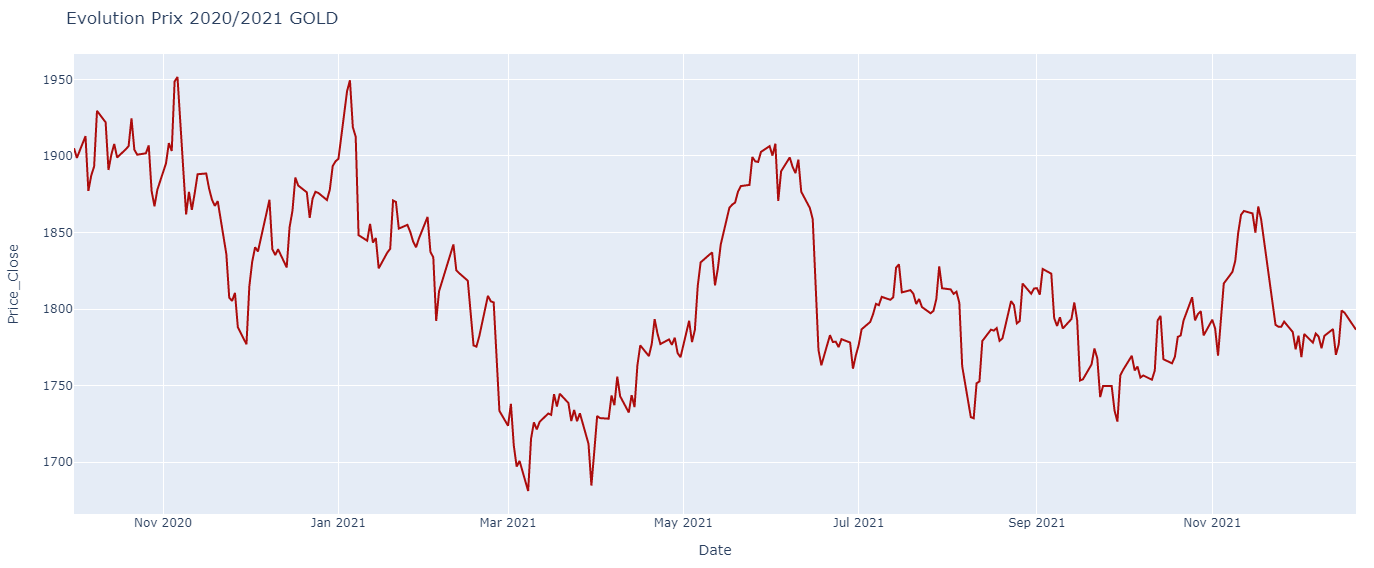 Evolution Prix 2020/2021 GOLD
Price_Close
1950
1900
1850
1800
1750
1700
Nov 2020
Jan 2021
Mar 2021
May 2021
Jul 2021
Sep 2021
Nov 2021
Date